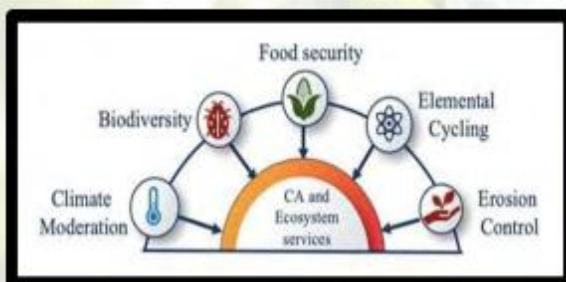 Food security
Biodiversity
Elemental
Cycling
Climate
Moderation
CA and
Ecosystem
services
Erosion
Control